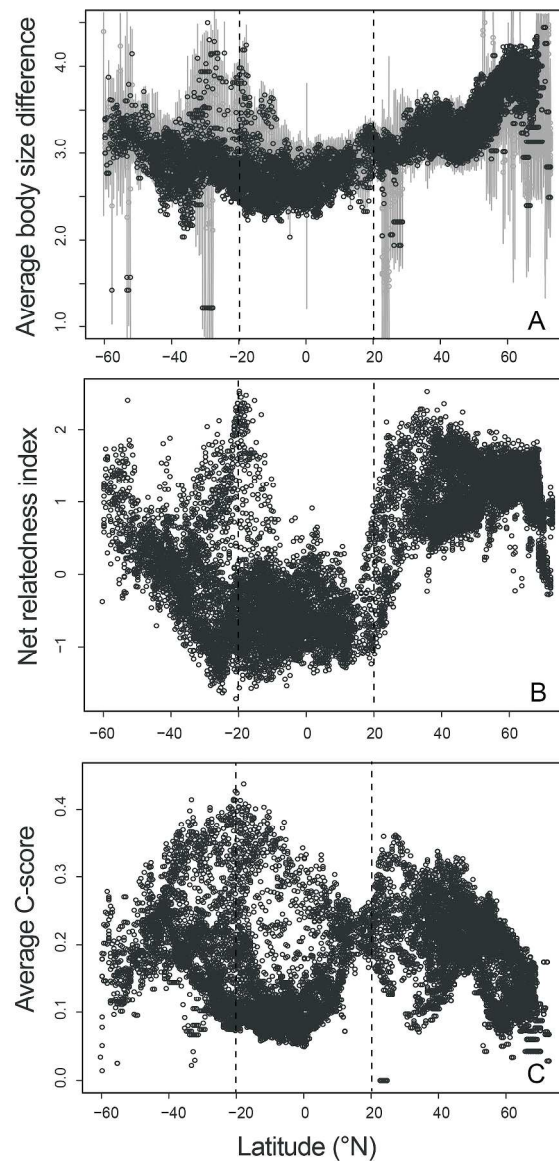 Average body size difference
4.0
3.0
2.0
1.0
A
−60 −40 −20 0 20 40 60
Net relatedness index
2
1
0
−1
B
−60 −40 −20 0 20 40 60
Average C-score
0.4
0.3
0.2
0.1
0.0
C
−60 −40 −20 0 20 40 60
Latitude (°N)